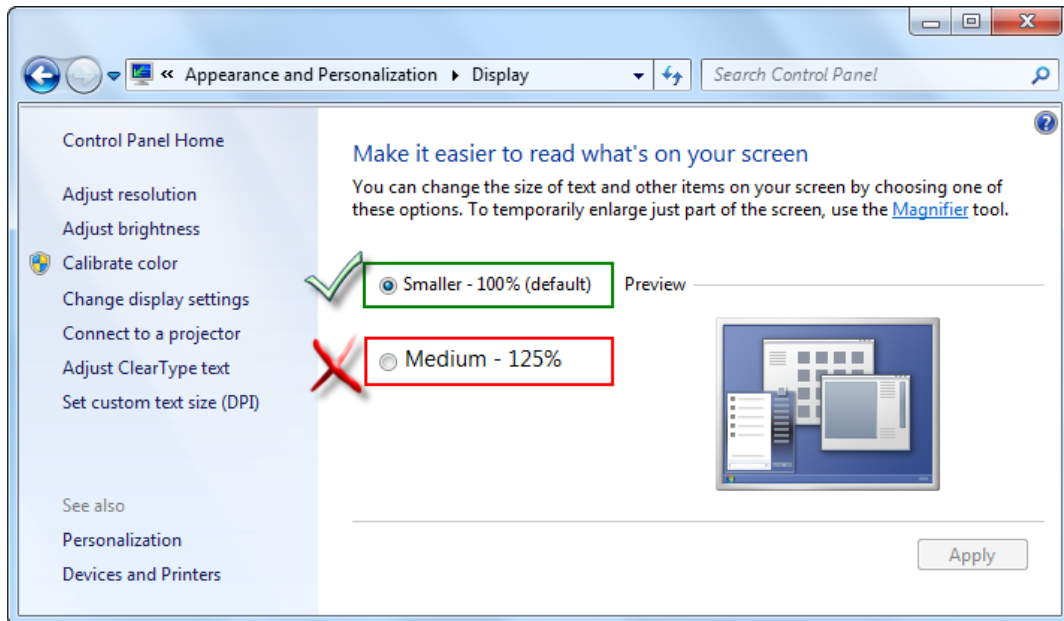 « Appearance and Personalization ▸ Display
Search Control Panel
Control Panel Home
Adjust resolution
Adjust brightness
Calibrate color
Change display settings
Connect to a projector
Adjust ClearType text
Set custom text size (DPI)
See also
Personalization
Devices and Printers
Make it easier to read what's on your screen
You can change the size of text and other items on your screen by choosing one of
these options. To temporarily enlarge just part of the screen, use the Magnifier tool.
Smaller - 100% (default)
Preview
Medium - 125%
Apply